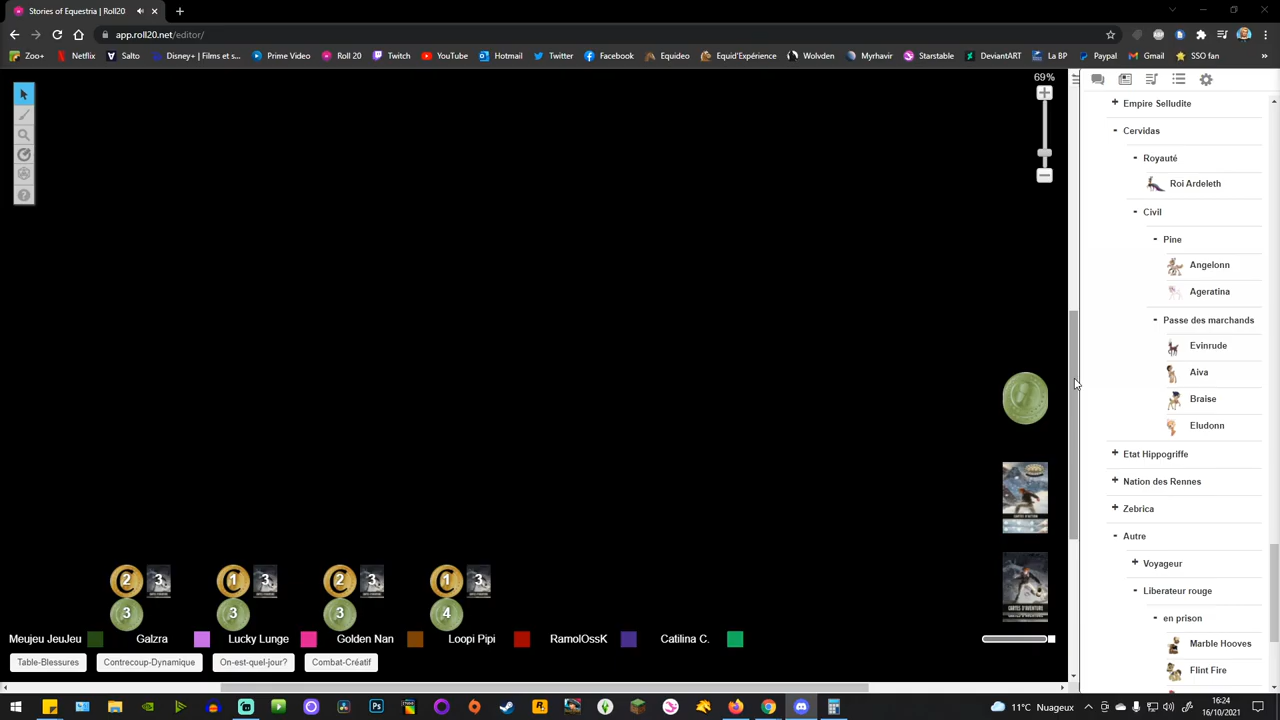 Stories of Equestria | Roll20
app.roll20.net/editor/
Zoo+ Netflix Salto Disney+ | Films et s... Prime Video Roll 20 Twitch YouTube Hotmail Twitter Facebook Equideo Equid'Expérience Wolvden Myrhavir Starstable DeviantART La BP Paypal Gmail SSO fan »
69%
Empire Selludite
Cervidas
Royauté
Roi Ardeleth
Civil
Pine
Angelonn
Ageratina
Passe des marchands
Evinrude
Aiva
Braise
Eludonn
Etat Hippogriffe
Nation des Rennes
Zebrica
Autre
Voyageur
Liberateur rouge
en prison
Marble Hooves
Flint Fire
CARTES D'AVENTURE
2 3 1 3 2 3 1 3
3 3 3 4
Meujeu JeuJeu Galzra Lucky Lunge Golden Nan Loopi Pipi RamolOssK Catilina C.
Table-Blessures Contrecoup-Dynamique On-est-quel-jour? Combat-Créatif
11°C Nuageux
16:24
16/10/2021